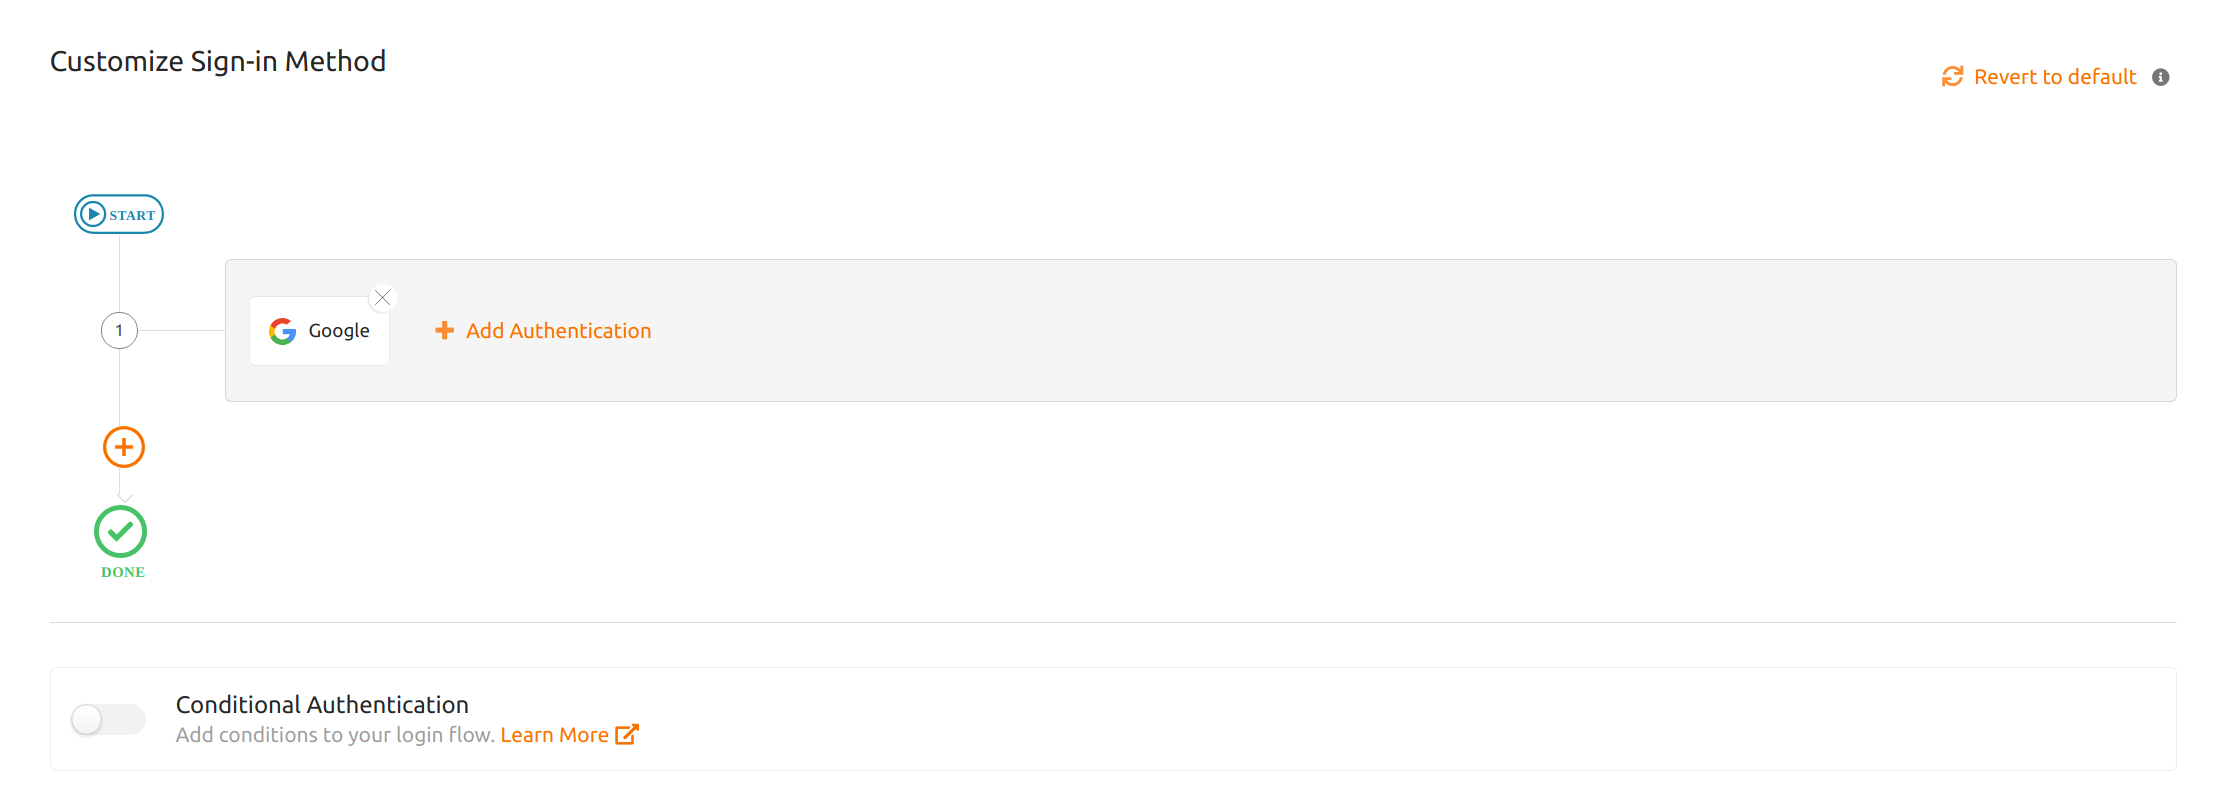 Customize Sign-in Method
Revert to default
START
1
Google
Add Authentication
DONE
Conditional Authentication
Add conditions to your login flow. Learn More